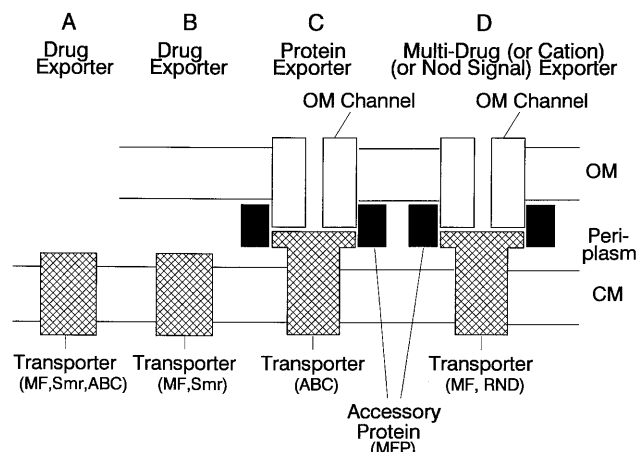 A
Drug
Exporter
B
Drug
Exporter
C
Protein
Exporter
D
Multi-Drug (or Cation)
(or Nod Signal) Exporter
OM Channel
OM Channel
OM
Peri-
plasm
CM
Transporter
(MF,Smr,ABC)
Transporter
(MF,Smr)
Transporter
(ABC)
Transporter
(MF, RND)
Accessory
Protein
(MFP)